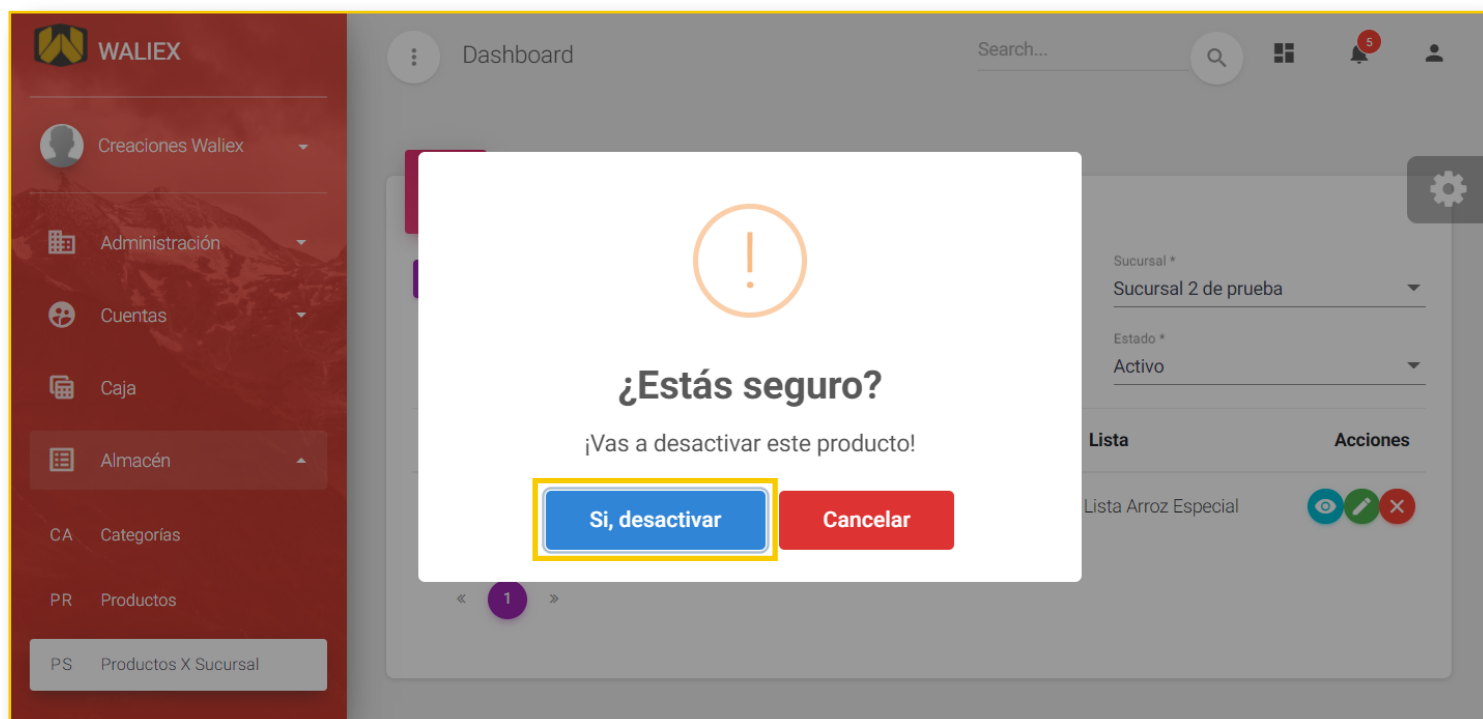 WALIEX
Dashboard
Search...
5
Creaciones Waliex
Administración
Cuentas
Caja
Almacén
CA Categorías
PR Productos
PS Productos X Sucursal
Sucursal *
Sucursal 2 de prueba
Estado *
Activo
Lista Acciones
Lista Arroz Especial
¿Estás seguro?
¡Vas a desactivar este producto!
Si, desactivar Cancelar
« 1 »